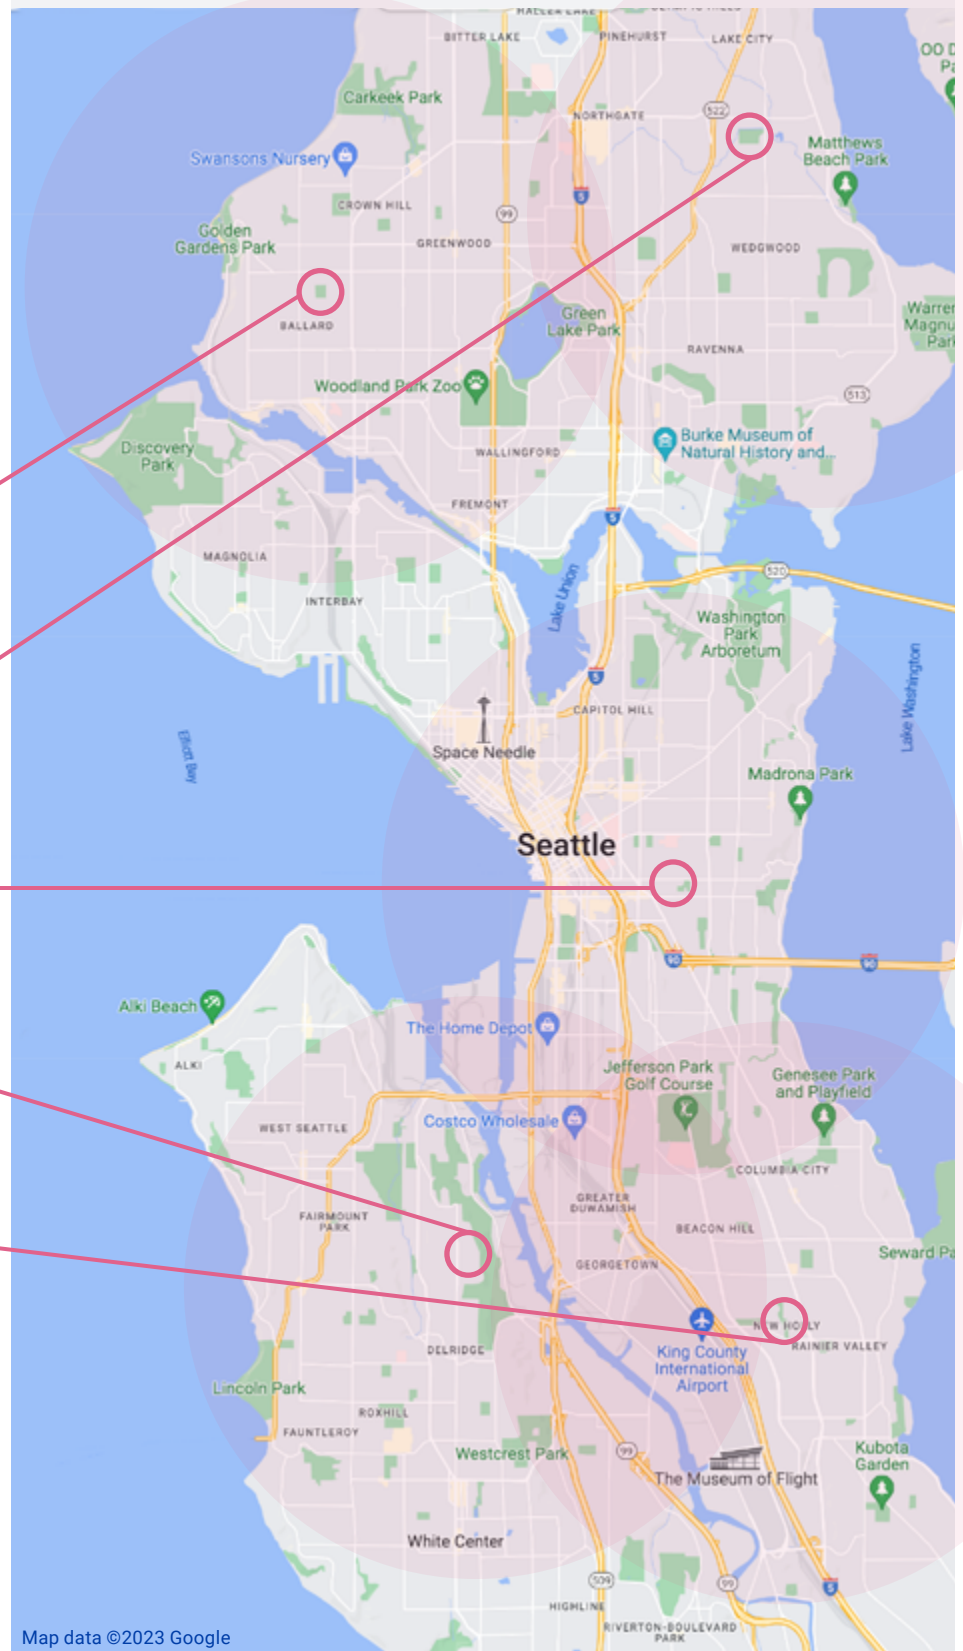 HALLER LAKE
OLYMPIC HILLS
BITTER LAKE
PINEHURST
LAKE CITY
Carkeek Park
NORTHGATE
522
Matthews
Beach Park
Swansons Nursery
5
CROWN HILL
99
Golden
Gardens Park
GREENWOOD
WEDGWOOD
BALLARD
Green
Lake Park
Warren
Magnu
Park
RAVENNA
Woodland Park Zoo
513
Discovery
Park
Burke Museum of
Natural History and...
WALLINGFORD
FREMONT
5
MAGNOLIA
520
INTERBAY
Lake Union
Washington
Park
Arboretum
5
Lake Washington
CAPITOL HILL
Elliott Bay
Space Needle
Madrona Park
Seattle
90
90
Alki Beach
The Home Depot
ALKI
Jefferson Park
Golf Course
Genesee Park
and Playfield
Costco Wholesale
WEST SEATTLE
COLUMBIA CITY
GREATER
DUWAMISH
FAIRMOUNT
PARK
BEACON HILL
Seward Pa
GEORGETOWN
NEW HOLLY
RAINIER VALLEY
DELRIDGE
King County
International
Airport
Lincoln Park
ROXHILL
FAUNTLEROY
Westcrest Park
99
Kubota
Garden
The Museum of Flight
White Center
509
99
5
HIGHLINE
RIVERTON-BOULEVARD
PARK
Map data ©2023 Google